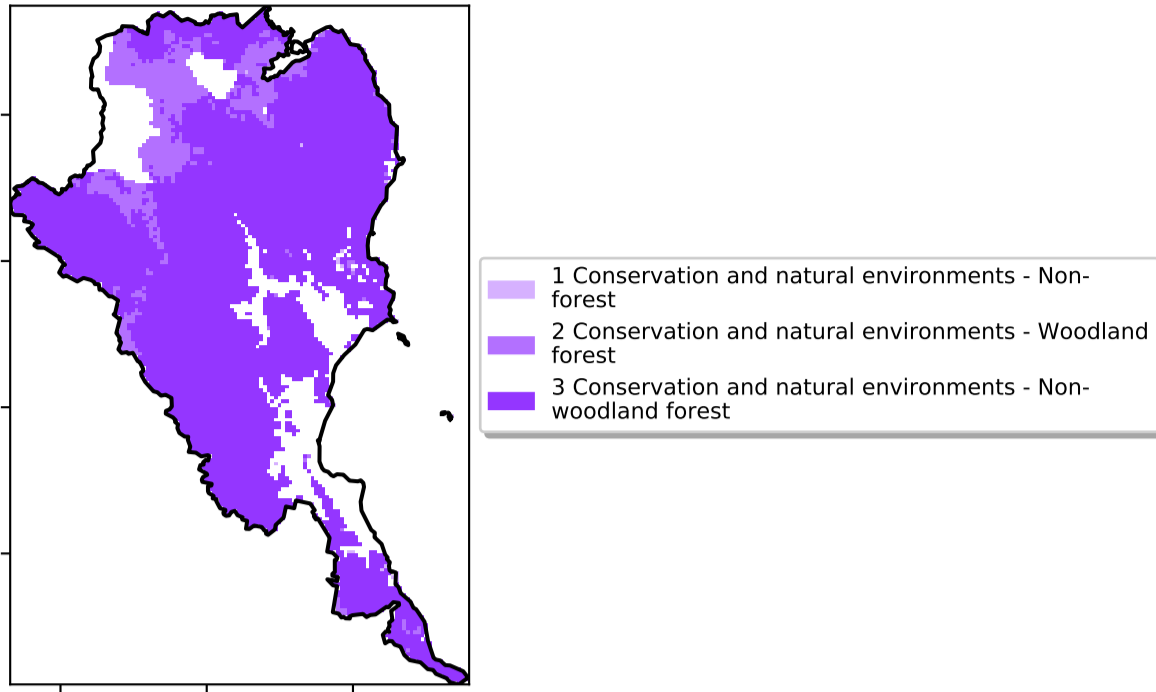 1 Conservation and natural environments - Non-
forest
2 Conservation and natural environments - Woodland
forest
3 Conservation and natural environments - Non-
woodland forest